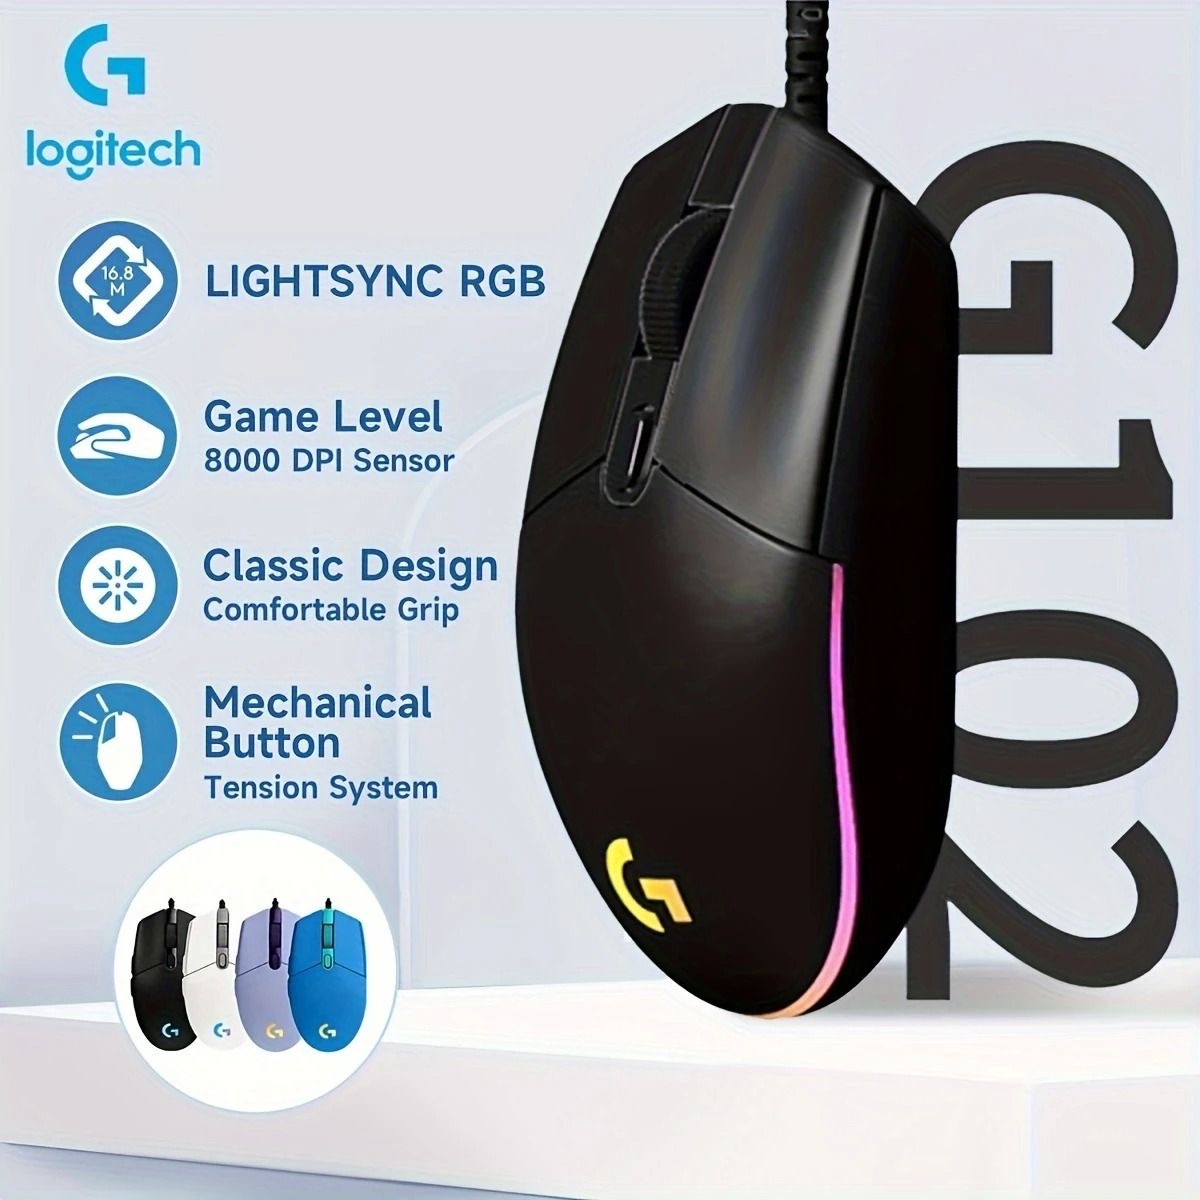 logitech
16.8
M
LIGHTSYNC RGB
Game Level
8000 DPI Sensor
Classic Design
Comfortable Grip
Mechanical
Button
Tension System
G102